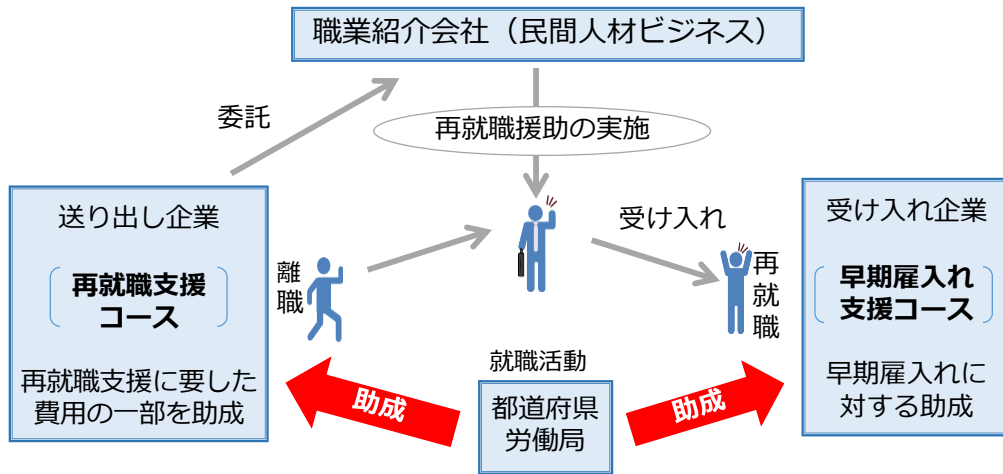 職業紹介会社（民間人材ビジネス）
委託
再就職援助の実施
送り出し企業
再就職支援
コース
再就職支援に要した
費用の一部を助成
離職
受け入れ
再就職
受け入れ企業
早期雇入れ
支援コース
早期雇入れに
対する助成
就職活動
助成
都道府県
労働局
助成